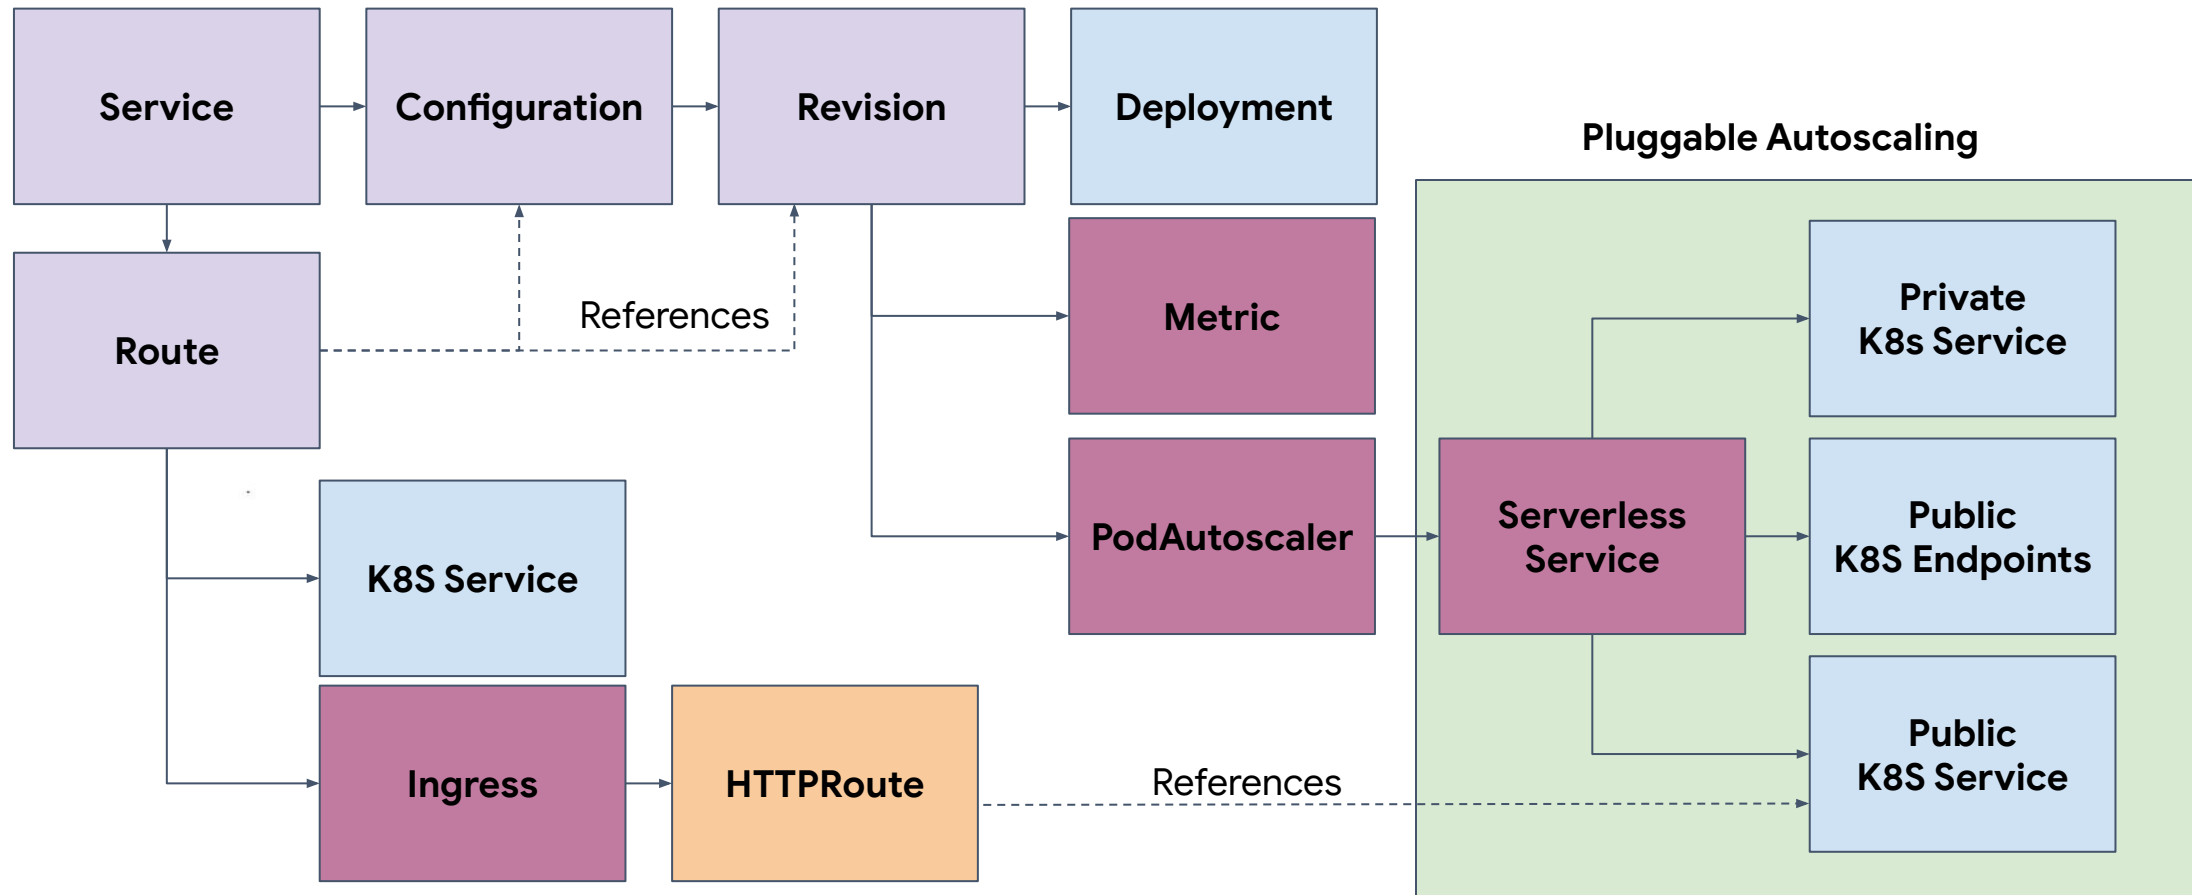 Service
Configuration
Revision
Deployment
Pluggable Autoscaling
Route
References
Metric
Private
K8s Service
K8S Service
PodAutoscaler
Serverless
Service
Public
K8S Endpoints
Ingress
HTTPRoute
References
Public
K8S Service